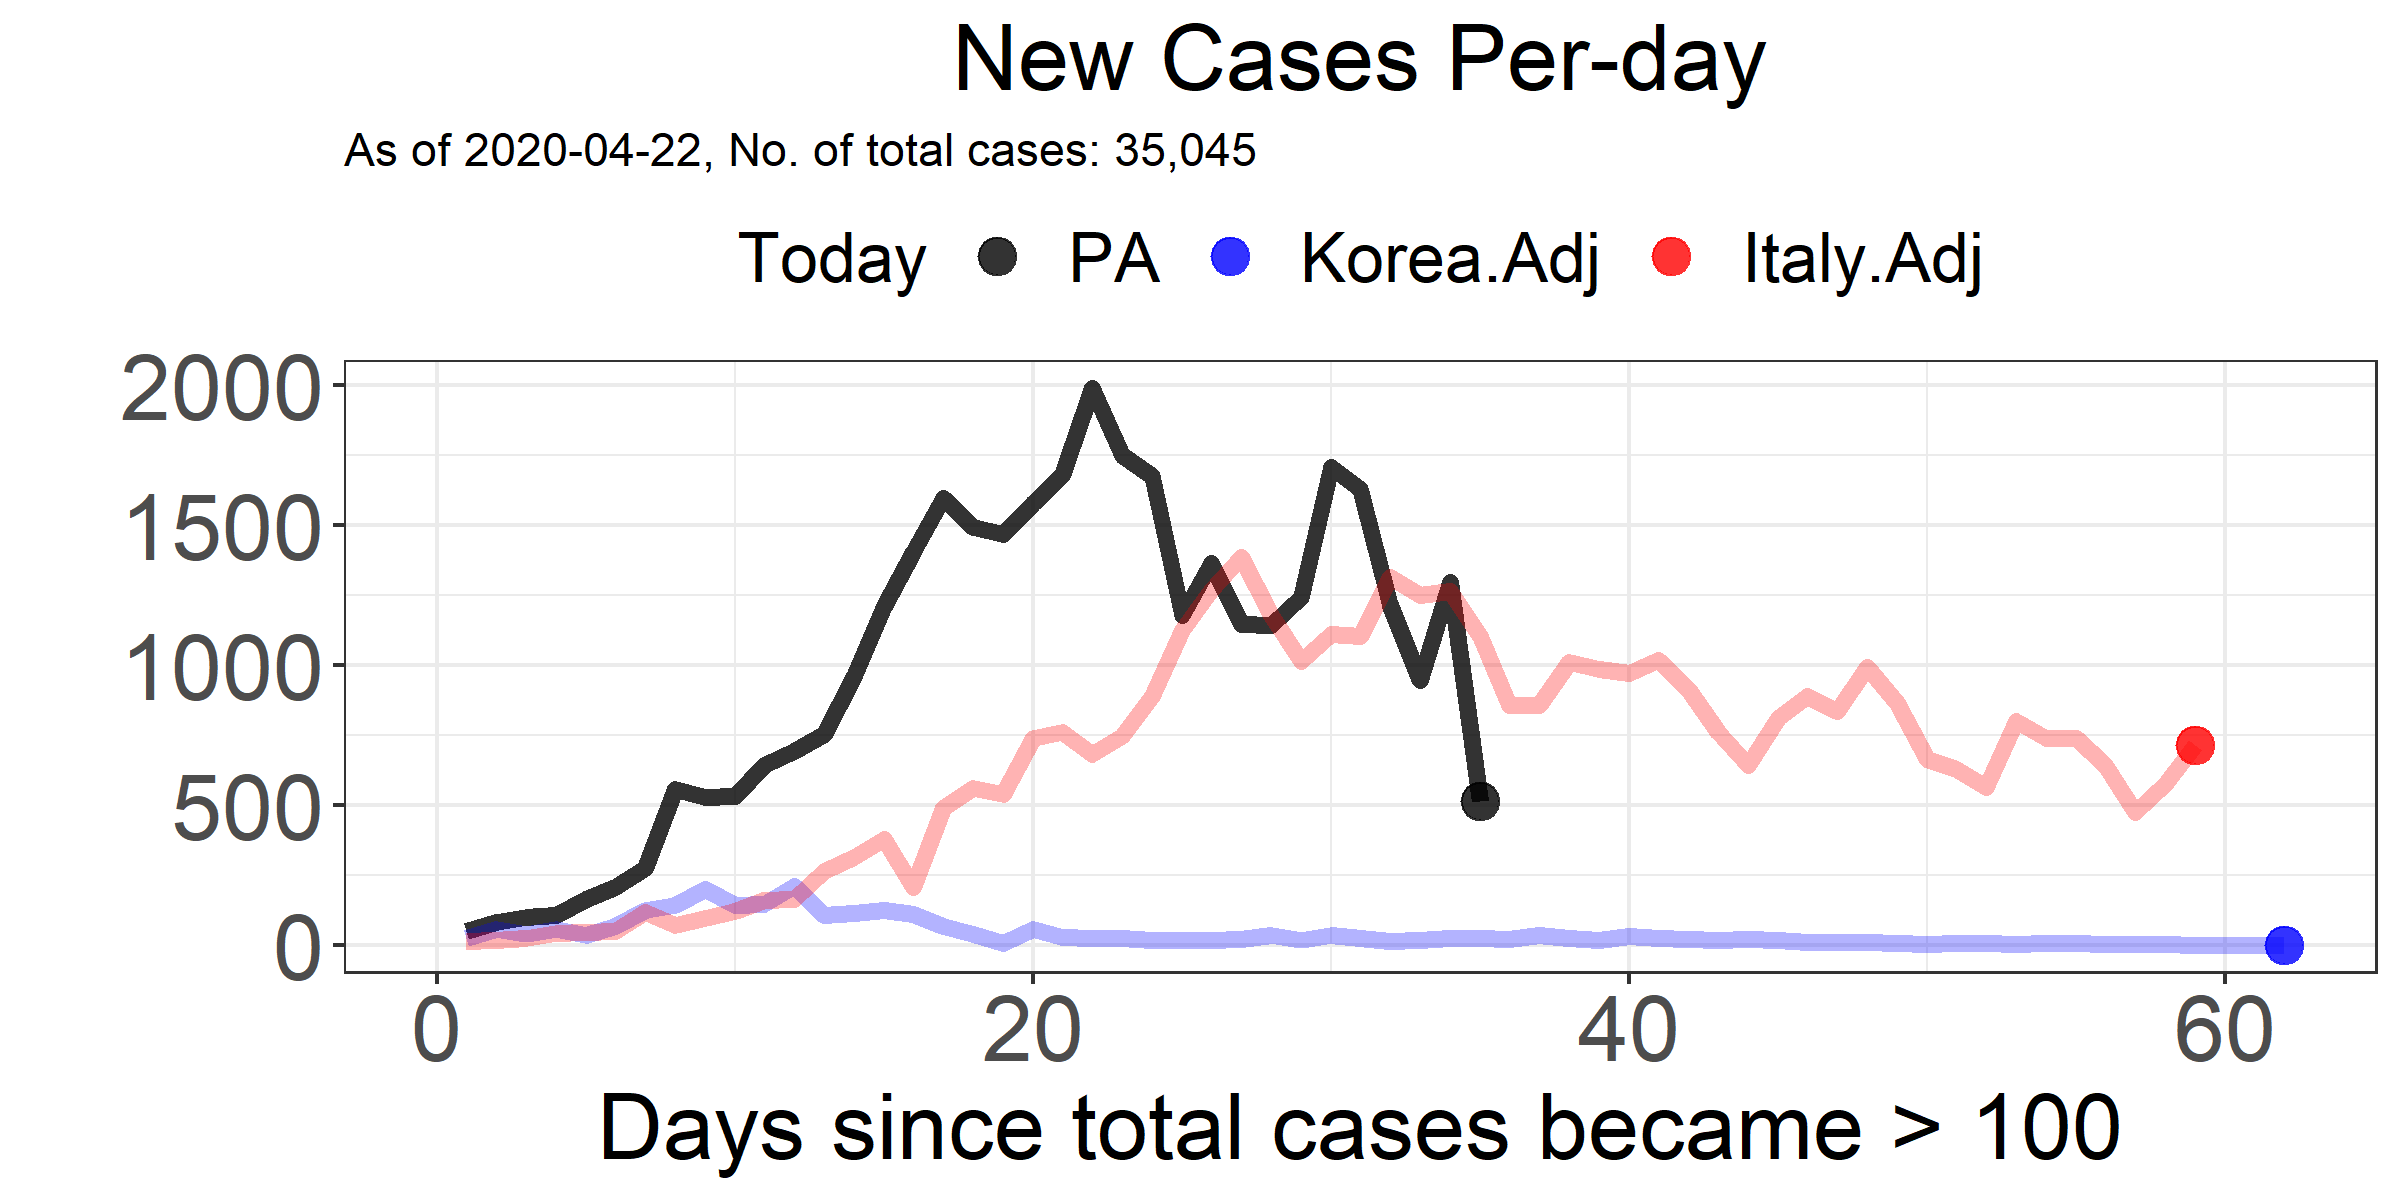 New Cases Per-day
As of 2020-04-22, No. of total cases: 35,045
Today PA Korea.Adj Italy.Adj
2000
1500
1000
500
0
0 20 40 60
Days since total cases became > 100